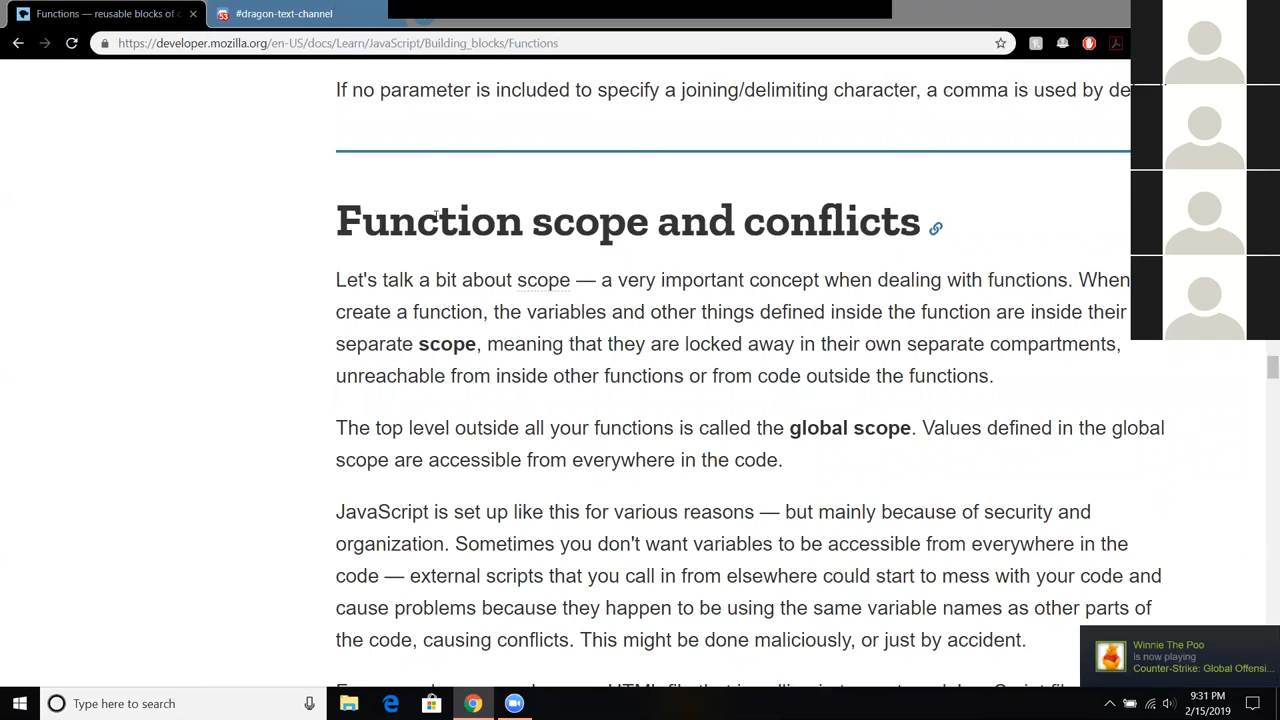 Functions — reusable blocks of c
53
#dragon-text-channel
https://developer.mozilla.org/en-US/docs/Learn/JavaScript/Building_blocks/Functions
If no parameter is included to specify a joining/delimiting character, a comma is used by de
Function scope and conflicts
Let's talk a bit about scope — a very important concept when dealing with functions. When
create a function, the variables and other things defined inside the function are inside their
separate scope, meaning that they are locked away in their own separate compartments,
unreachable from inside other functions or from code outside the functions.
The top level outside all your functions is called the global scope. Values defined in the global
scope are accessible from everywhere in the code.
JavaScript is set up like this for various reasons — but mainly because of security and
organization. Sometimes you don't want variables to be accessible from everywhere in the
code — external scripts that you call in from elsewhere could start to mess with your code and
cause problems because they happen to be using the same variable names as other parts of
the code, causing conflicts. This might be done maliciously, or just by accident.
Winnie The Poo
is now playing
Counter-Strike: Global Offensi...
Type here to search
9:31 PM
2/15/2019